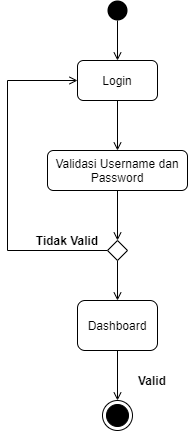 Login
Validasi Username dan
Password
Tidak Valid
Dashboard
Valid